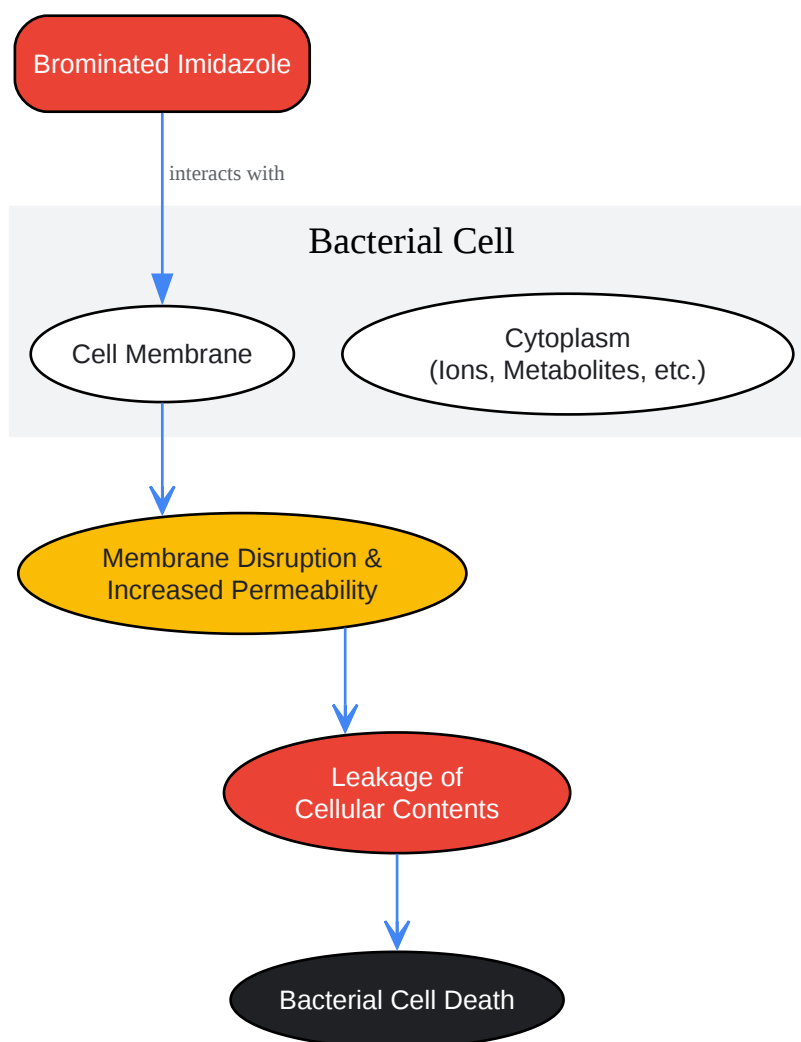 Brominated Imidazole
interacts with
Bacterial Cell
Cell Membrane
Cytoplasm
(Ions, Metabolites, etc.)
Membrane Disruption &
Increased Permeability
Leakage of
Cellular Contents
Bacterial Cell Death